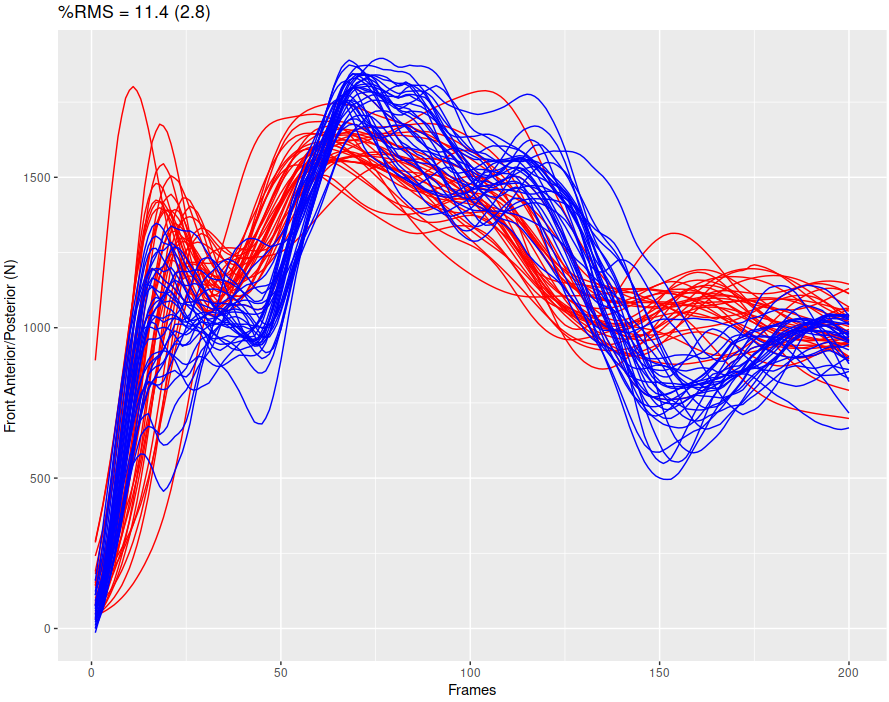 %RMS = 11.4 (2.8)
Front Anterior/Posterior (N)
1500
1000
500
0
0 50 100 150 200
Frames